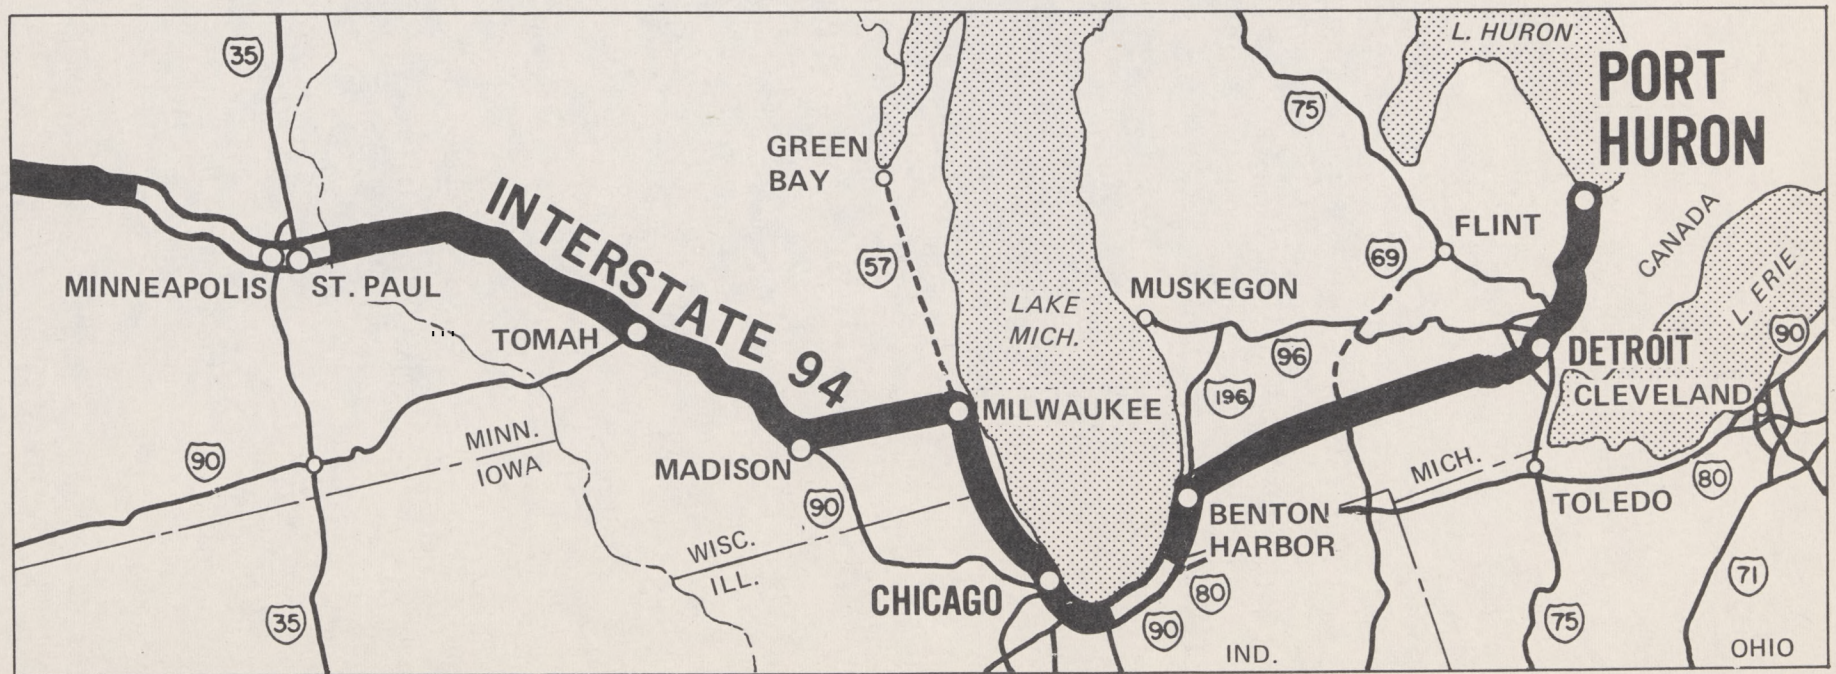 35
L. HURON
PORT
HURON
75
GREEN
BAY
INTERSTATE 94
FLINT
CANADA
57
69
MINNEAPOLIS
ST. PAUL
MUSKEGON
LAKE
MICH.
L. ERIE
TOMAH
96
90
DETROIT
196
CLEVELAND
MILWAUKEE
MINN.
IOWA
90
MADISON
MICH.
90
80
TOLEDO
BENTON
HARBOR
WISC.
ILL.
CHICAGO
80
71
35
90
75
IND.
OHIO